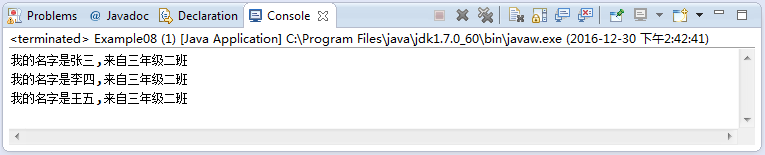 Problems @ Javadoc Declaration Console
<terminated> Example08 (1) [Java Application] C:\Program Files\java\jdk1.7.0_60\bin\javaw.exe (2016-12-30 下午2:42:41)
我的名字是张三,来自三年级二班
我的名字是李四,来自三年级二班
我的名字是王五,来自三年级二班